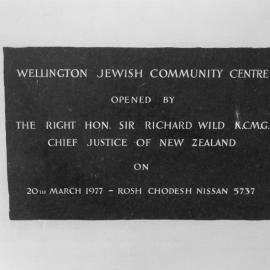 WELLINGTON JEWISH COMMUNITY CENTRE
OPENED BY
THE RIGHT HON. SIR RICHARD WILD K.C.M.G.
CHIEF JUSTICE OF NEW ZEALAND
ON
20TH MARCH 1977 - ROSH CHODESH NISSAN 5737